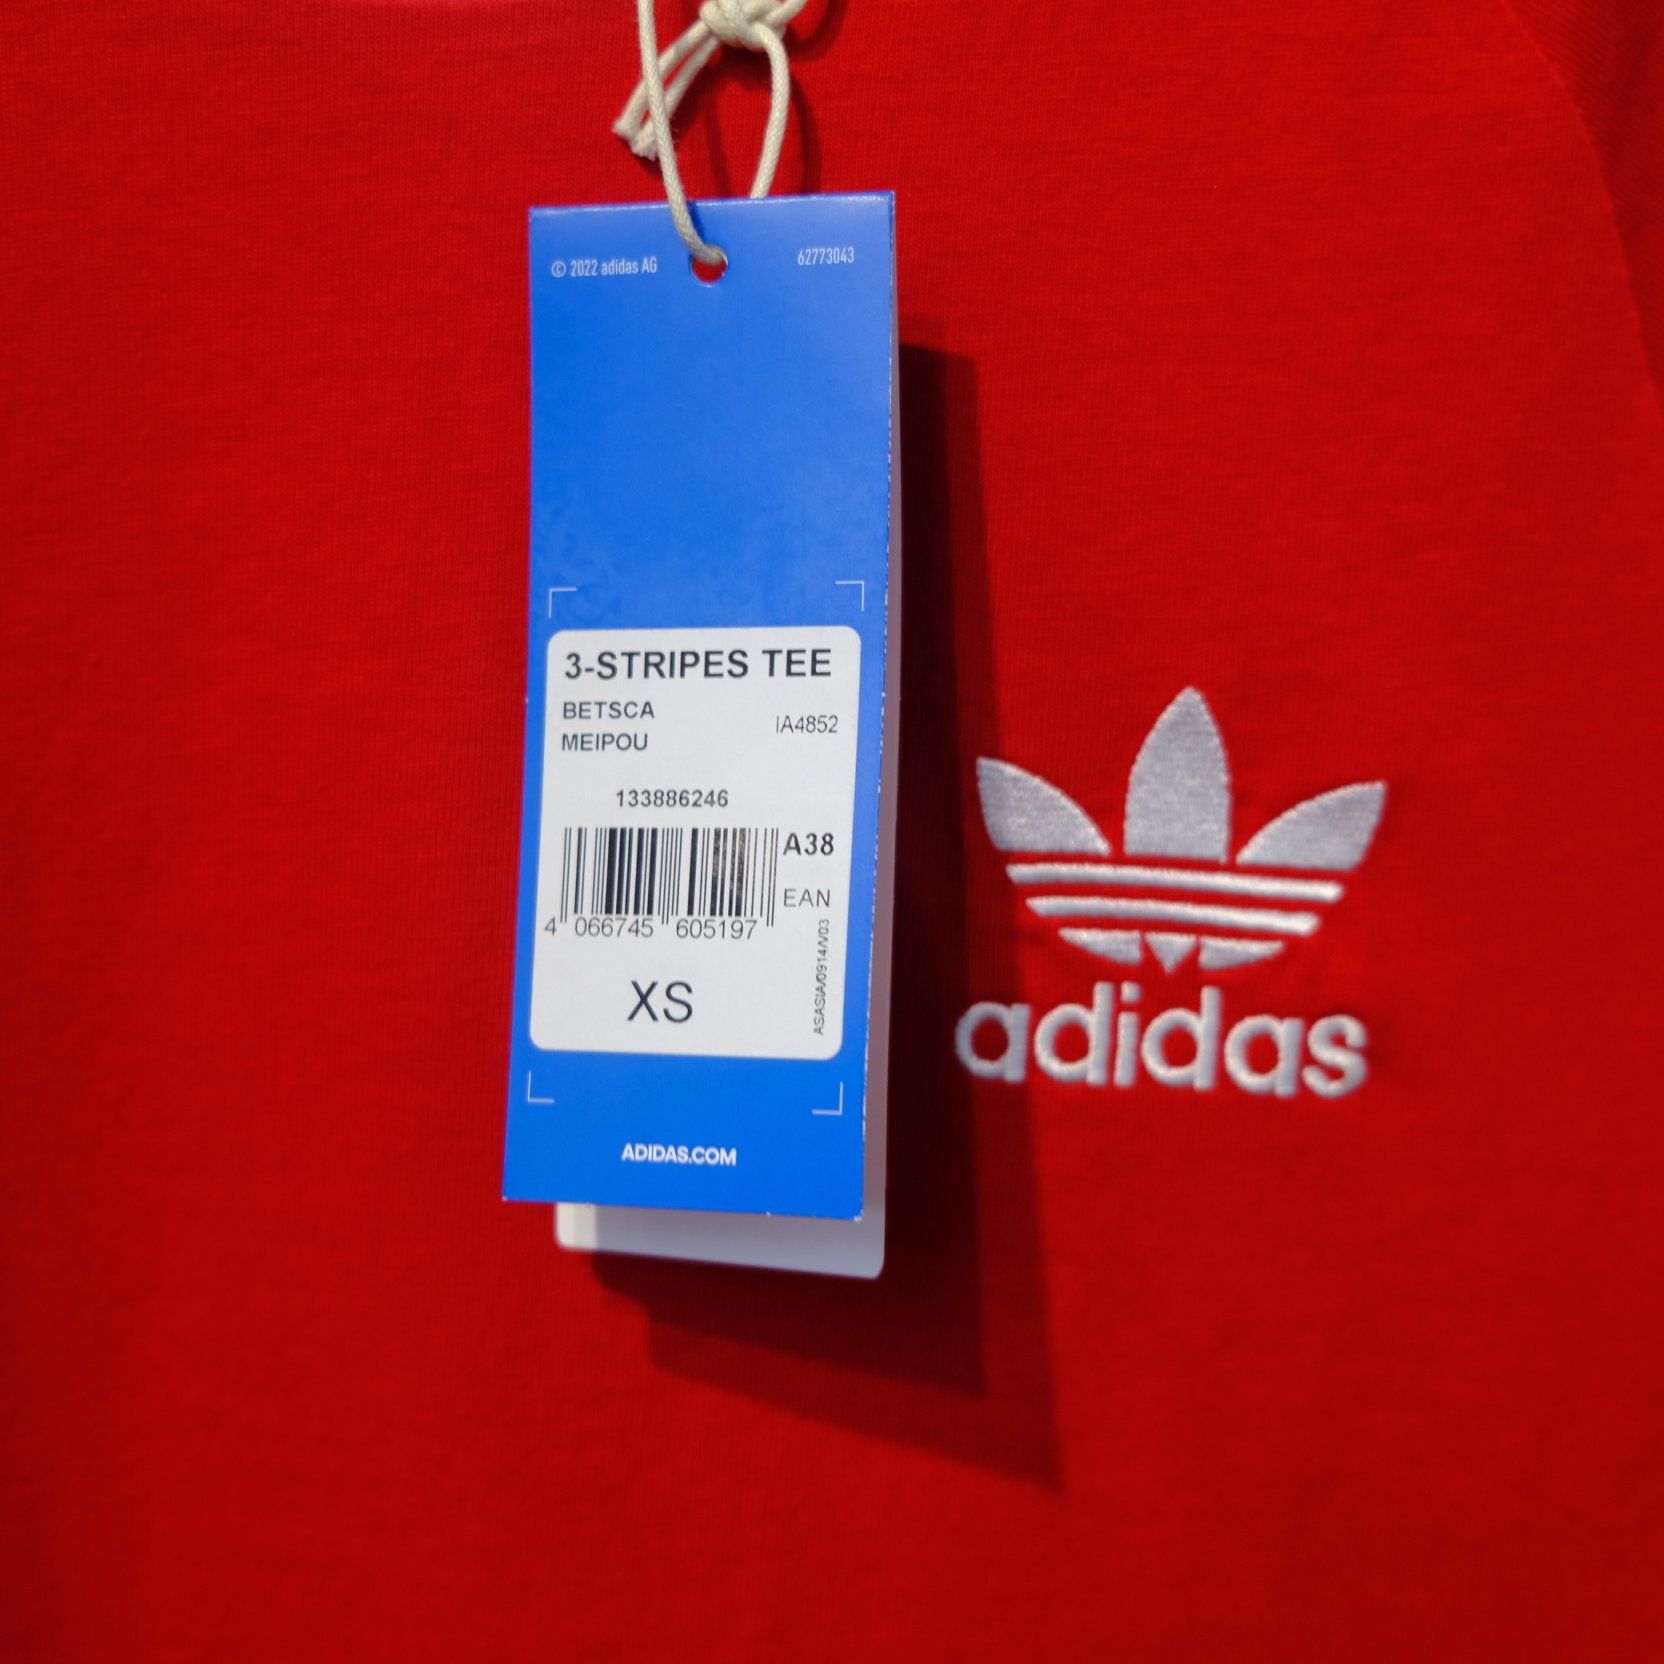 © 2022 adidas AG
62773043
3-STRIPES TEE
BETSCA
IA4852
MEIPOU
133886246
A38
EAN
4 066745 605197
ASASIA/0914/V03
XS
ADIDAS.COM
adidas